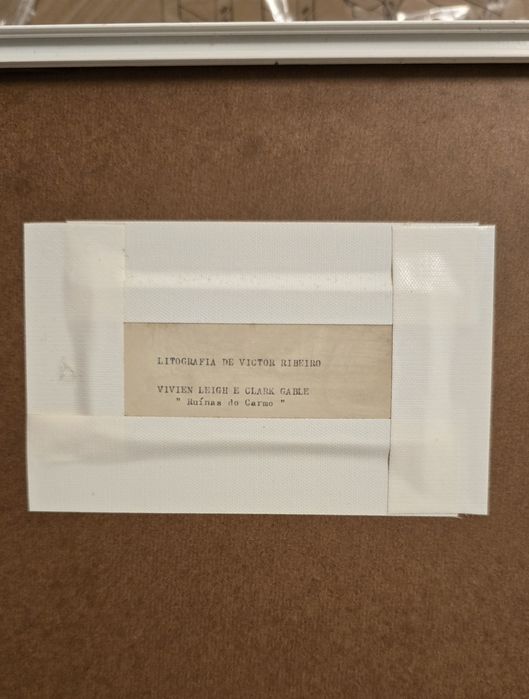 LITOGRAFIA DE VICTOR RIBEIRO
VIVIEN LEIGH E CLARK GABLE
" Ruínas do Carmo "